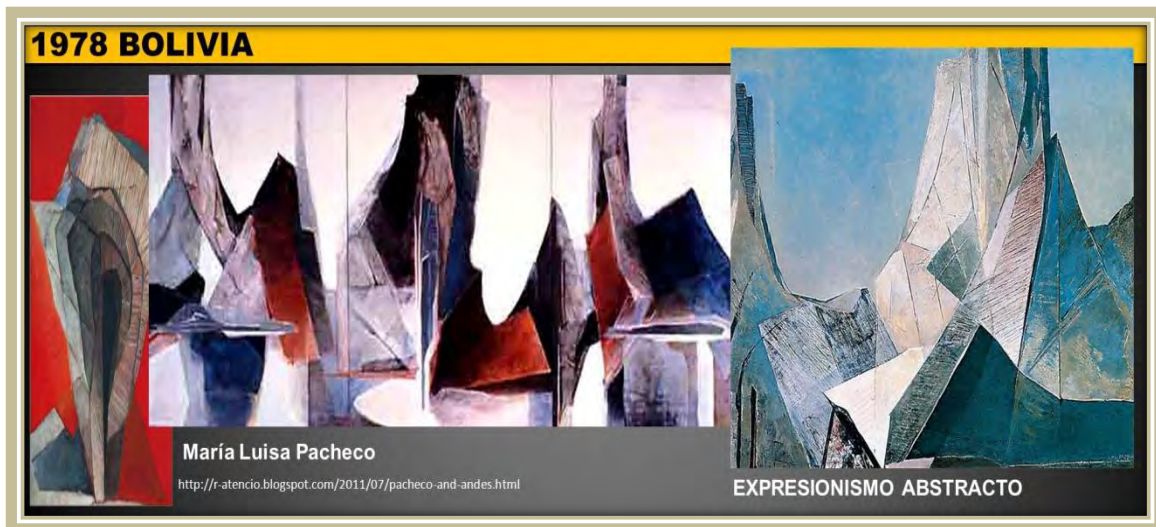 1978 BOLIVIA
María Luisa Pacheco
http://r-atencio.blogspot.com/2011/07/pacheco-and-andes.html
EXPRESIONISMO ABSTRACTO